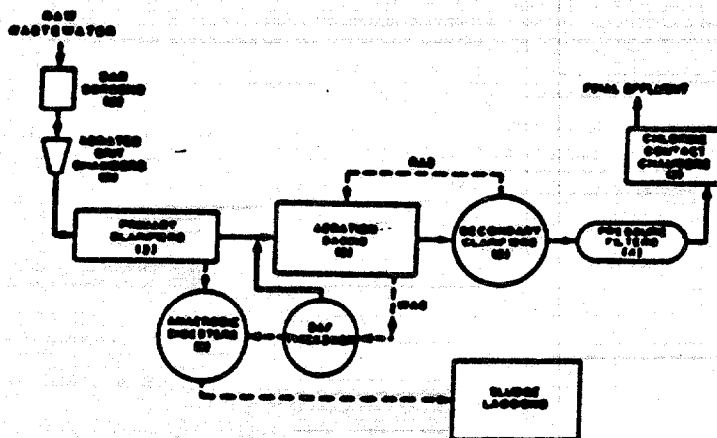 RAW
WASTEWATER
BAR
SCREENS
AERATED
GRIT
CHAMBERS
FINAL EFFLUENT
CHLORINE
CONTACT
CHAMBERS
RAS
PRIMARY
CLARIFIERS
AERATION
BASINS
SECONDARY
CLARIFIERS
PRESSURE
FILTERS
(4)
WAS
ANAEROBIC
DIGESTERS
DAF
THICKENER
SLUDGE
LAGOONS